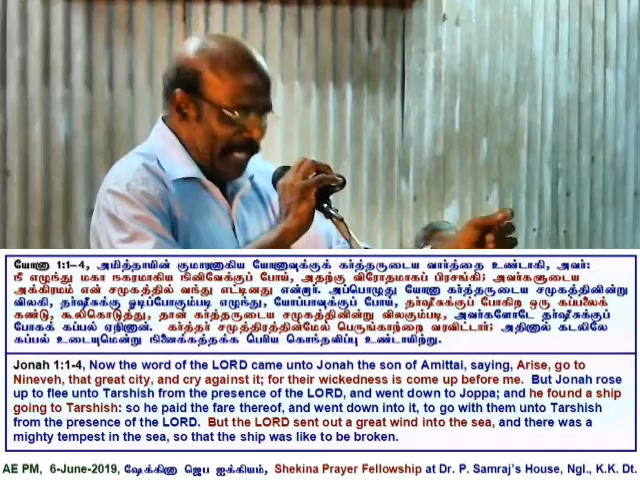 யோனா 1:1-4, அமித்தாயின் குமாரனாகிய யோனாவுக்குக் கர்த்தருடைய வார்த்தை உண்டாகி, அவர்:
நீ எழுந்து மகா நகரமாகிய நினிவேக்குப் போய், அதற்கு விரோதமாகப் பிரசங்கி; அவர்களுடைய
அக்கிரமம் என் சமுகத்தில் வந்து எட்டினது என்றார். அப்பொழுது யோனா கர்த்தருடைய சமுகத்தினின்று
விலகி, தர்ஷீசுக்கு ஓடிப்போகும்படி எழுந்து, யோப்பாவுக்குப் போய், தர்ஷீசுக்குப் போகிற ஒரு கப்பலைக்
கண்டு, கூலிகொடுத்து, தான் கர்த்தருடைய சமுகத்தினின்று விலகும்படி, அவர்களோடே தர்ஷீசுக்குப்
போகக் கப்பல் ஏறினான். கர்த்தர் சமுத்திரத்தின்மேல் பெருங்காற்றை வரவிட்டார்; அதினால் கடலிலே
கப்பல் உடையுமென்று நினைக்கத்தக்க பெரிய கொந்தளிப்பு உண்டாயிற்று.
Jonah 1:1-4, Now the word of the LORD came unto Jonah the son of Amittai, saying, Arise, go to
Nineveh, that great city, and cry against it; for their wickedness is come up before me. But Jonah rose
up to flee unto Tarshish from the presence of the LORD, and went down to Joppa; and he found a ship
going to Tarshish: so he paid the fare thereof, and went down into it, to go with them unto Tarshish
from the presence of the LORD. But the LORD sent out a great wind into the sea, and there was a
mighty tempest in the sea, so that the ship was like to be broken.
AE PM, 6-June-2019, ஷேக்கினா ஜெப ஐக்கியம், Shekina Prayer Fellowship at Dr. P. Samraj's House, Ngl., K.K. Dt.